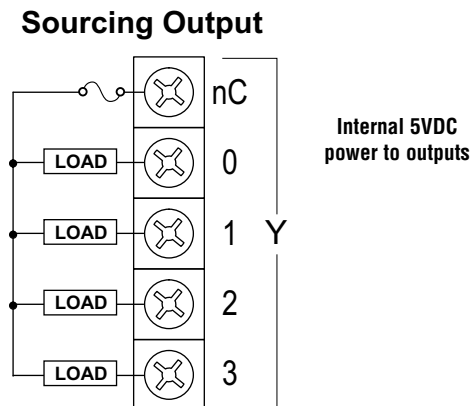 Sourcing Output
nC
Internal 5VDC
power to outputs
LOAD 0
LOAD 1 Y
LOAD 2
LOAD 3